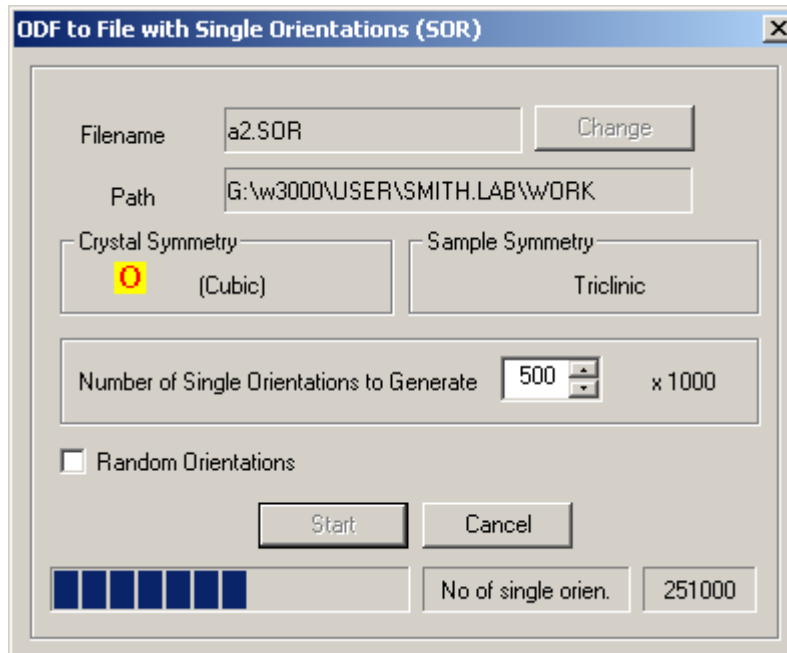 ODF to File with Single Orientations (SOR)
Filename a2.SOR Change
Path G:\w3000\USER\SMITH.LAB\WORK
Crystal Symmetry Sample Symmetry
O (Cubic) Triclinic
Number of Single Orientations to Generate 500 x 1000
Random Orientations
Start Cancel
No of single orien. 251000